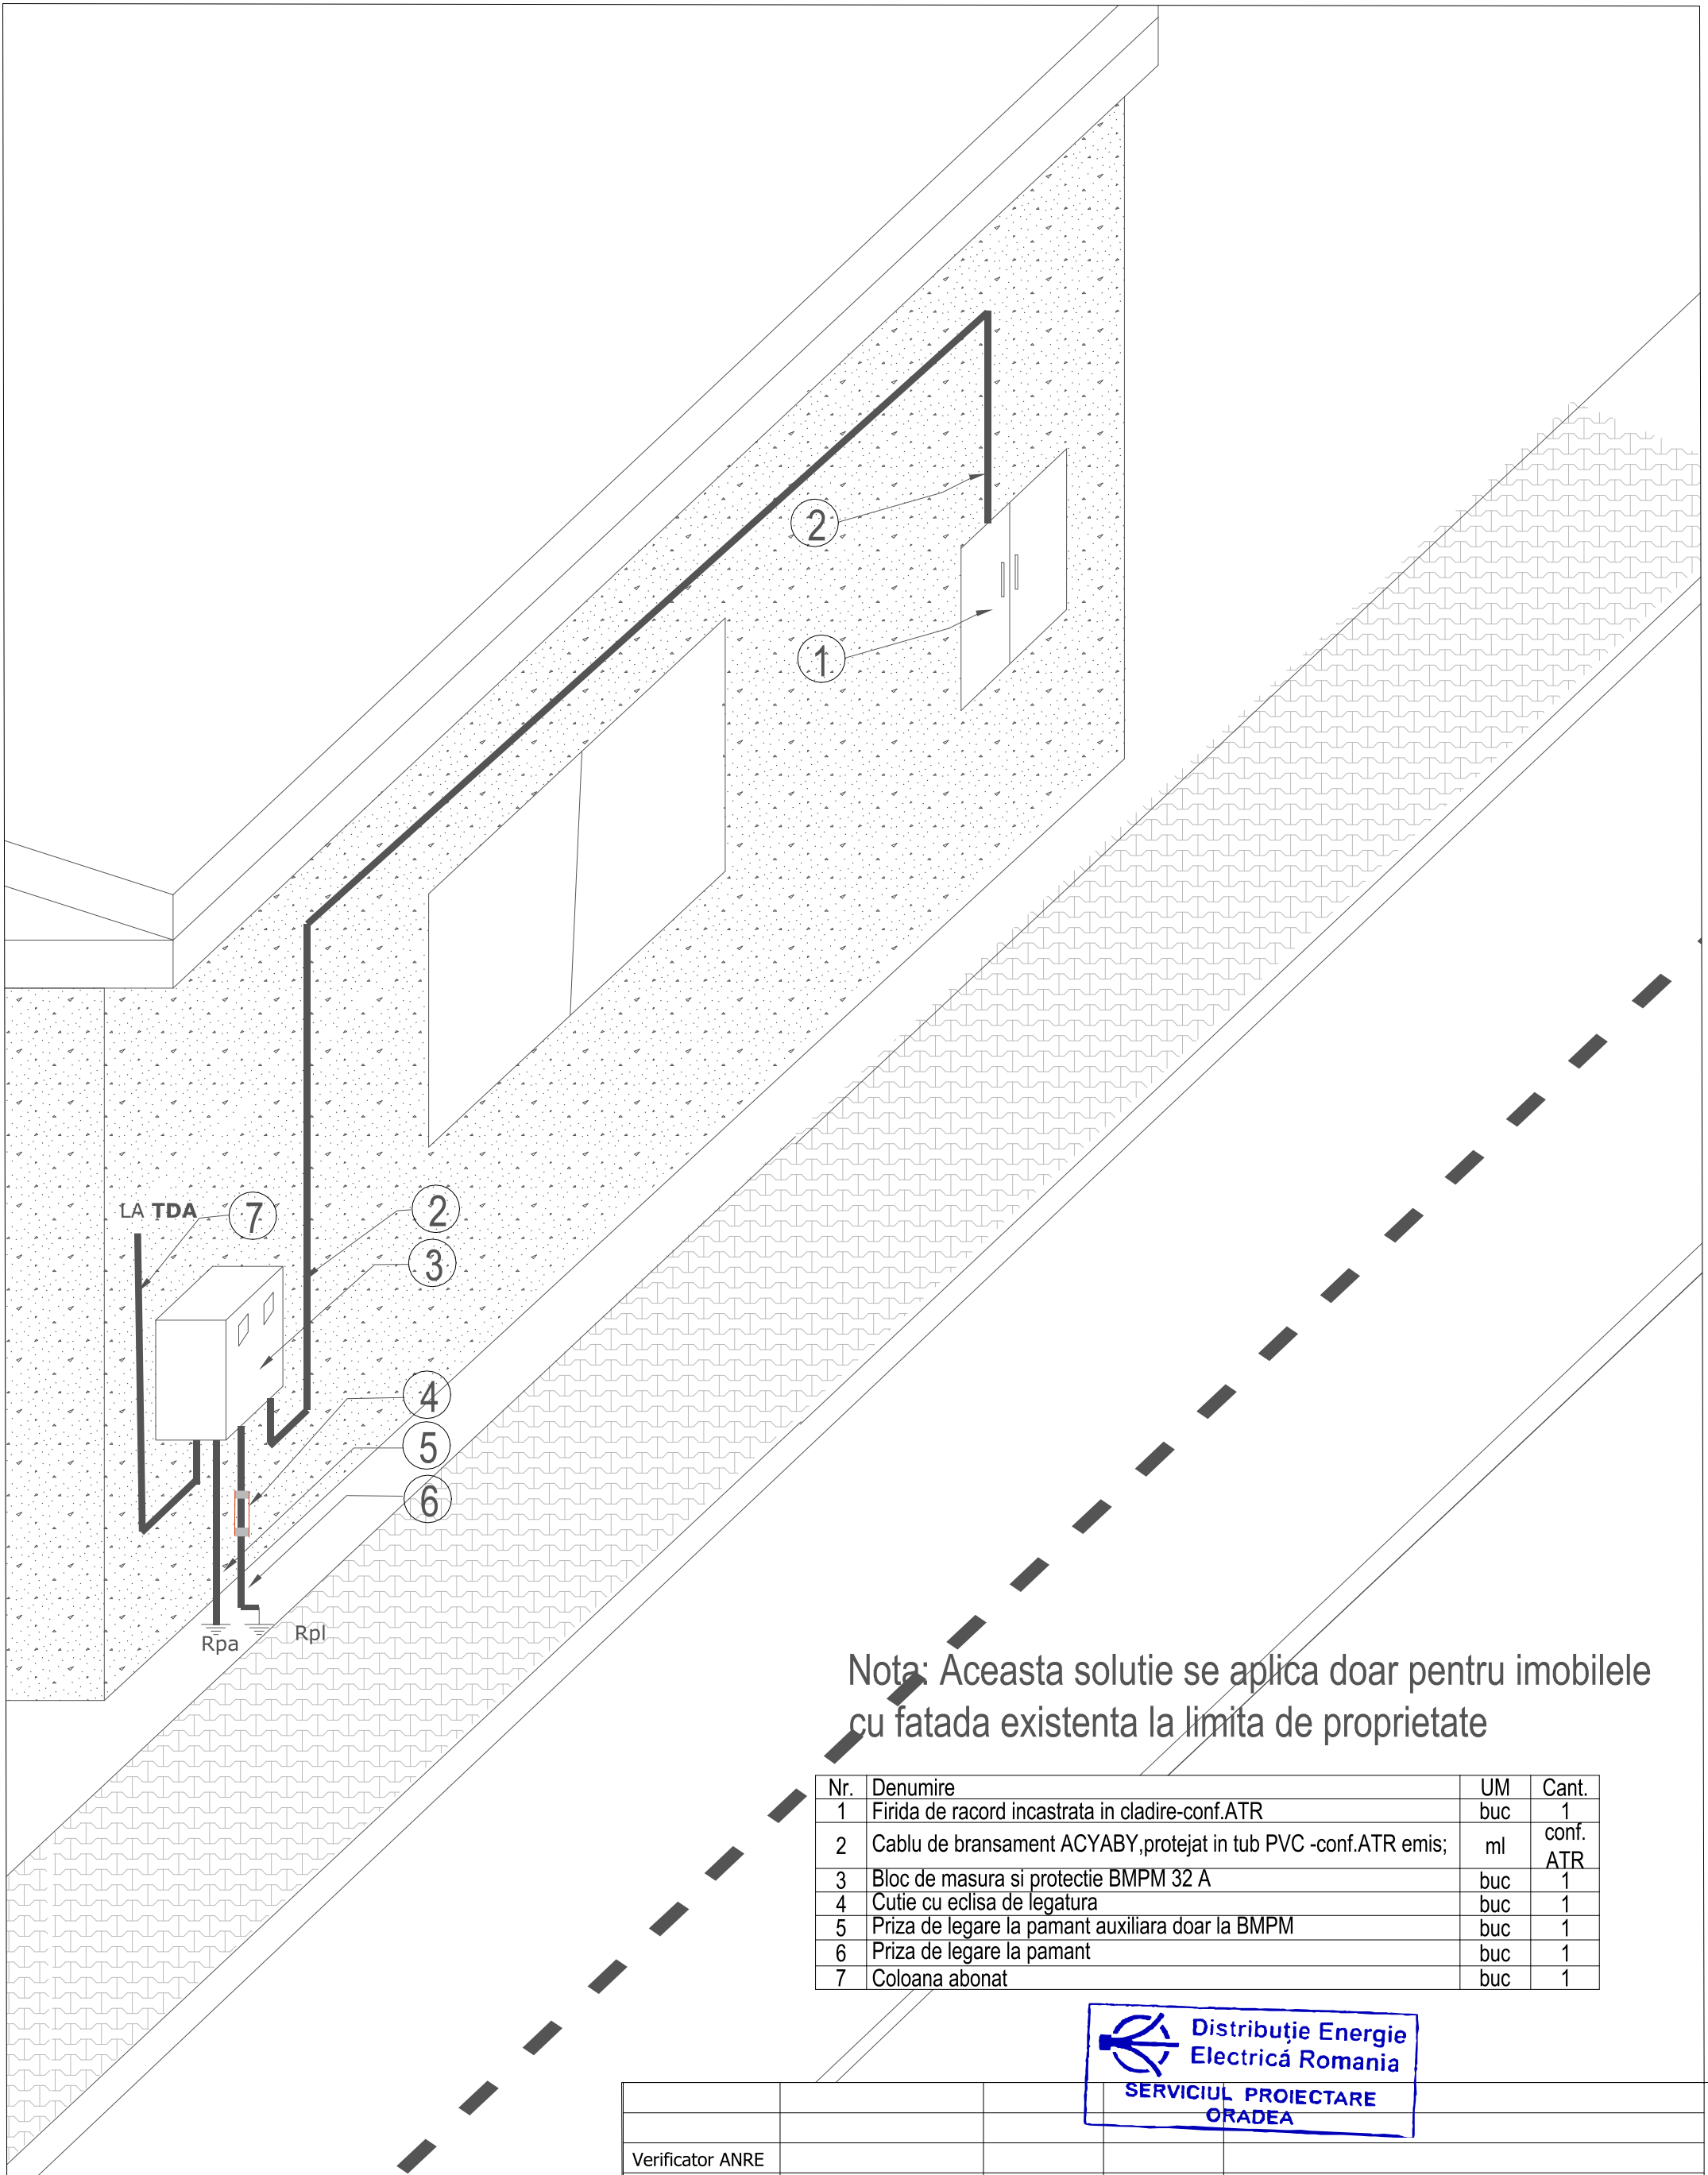 2
1
LA TDA
7
2
3
4
5
6
Rpa
Rpl
Nota: Aceasta solutie se aplica doar pentru imobilele
cu fatada existenta la limita de proprietate
Nr. Denumire UM Cant.
1 Firida de racord incastrata in cladire-conf.ATR buc 1
2 Cablu de bransament ACYABY,protejat in tub PVC -conf.ATR emis; ml conf. ATR
3 Bloc de masura si protectie BMPM 32 A buc 1
4 Cutie cu eclisa de legatura buc 1
5 Priza de legare la pamant auxiliara doar la BMPM buc 1
6 Priza de legare la pamant buc 1
7 Coloana abonat buc 1
Distribuție Energie
Electrică Romania
SERVICIUL PROIECTARE
ORADEA
Verificator ANRE